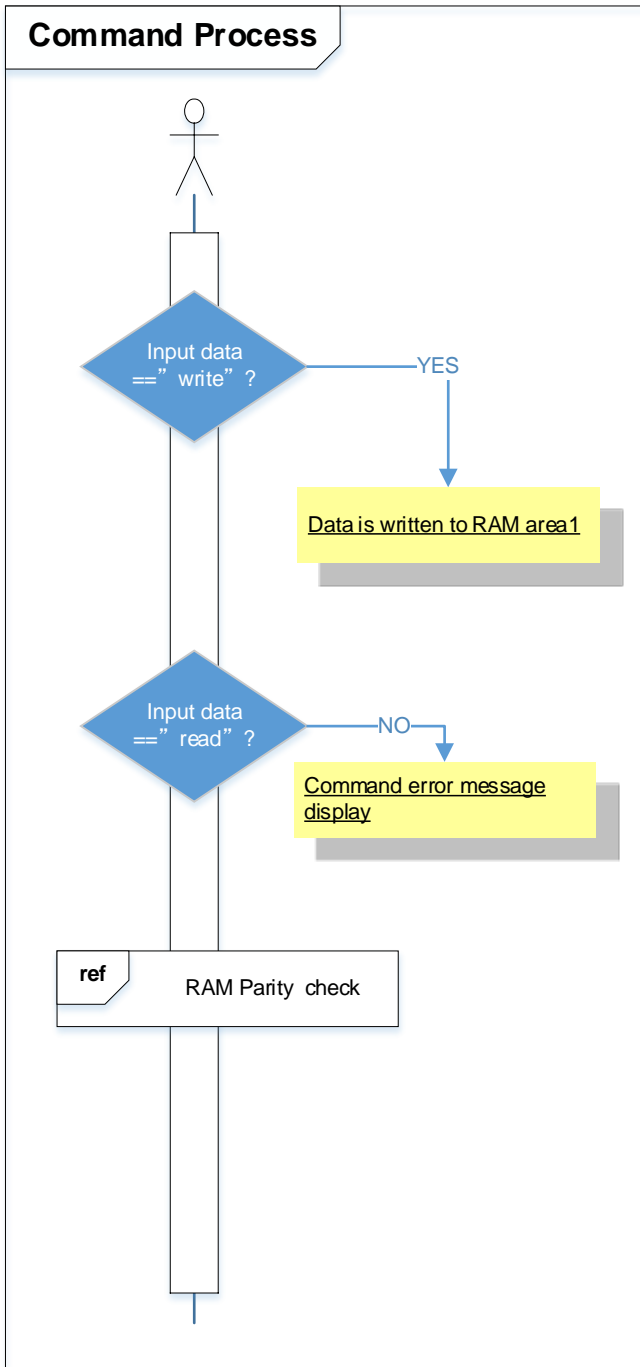 Command Process
Input data
==” write” ?
YES
Data is written to RAM area1
Input data
==” read” ?
NO
Command error message
display
ref
RAM Parity check